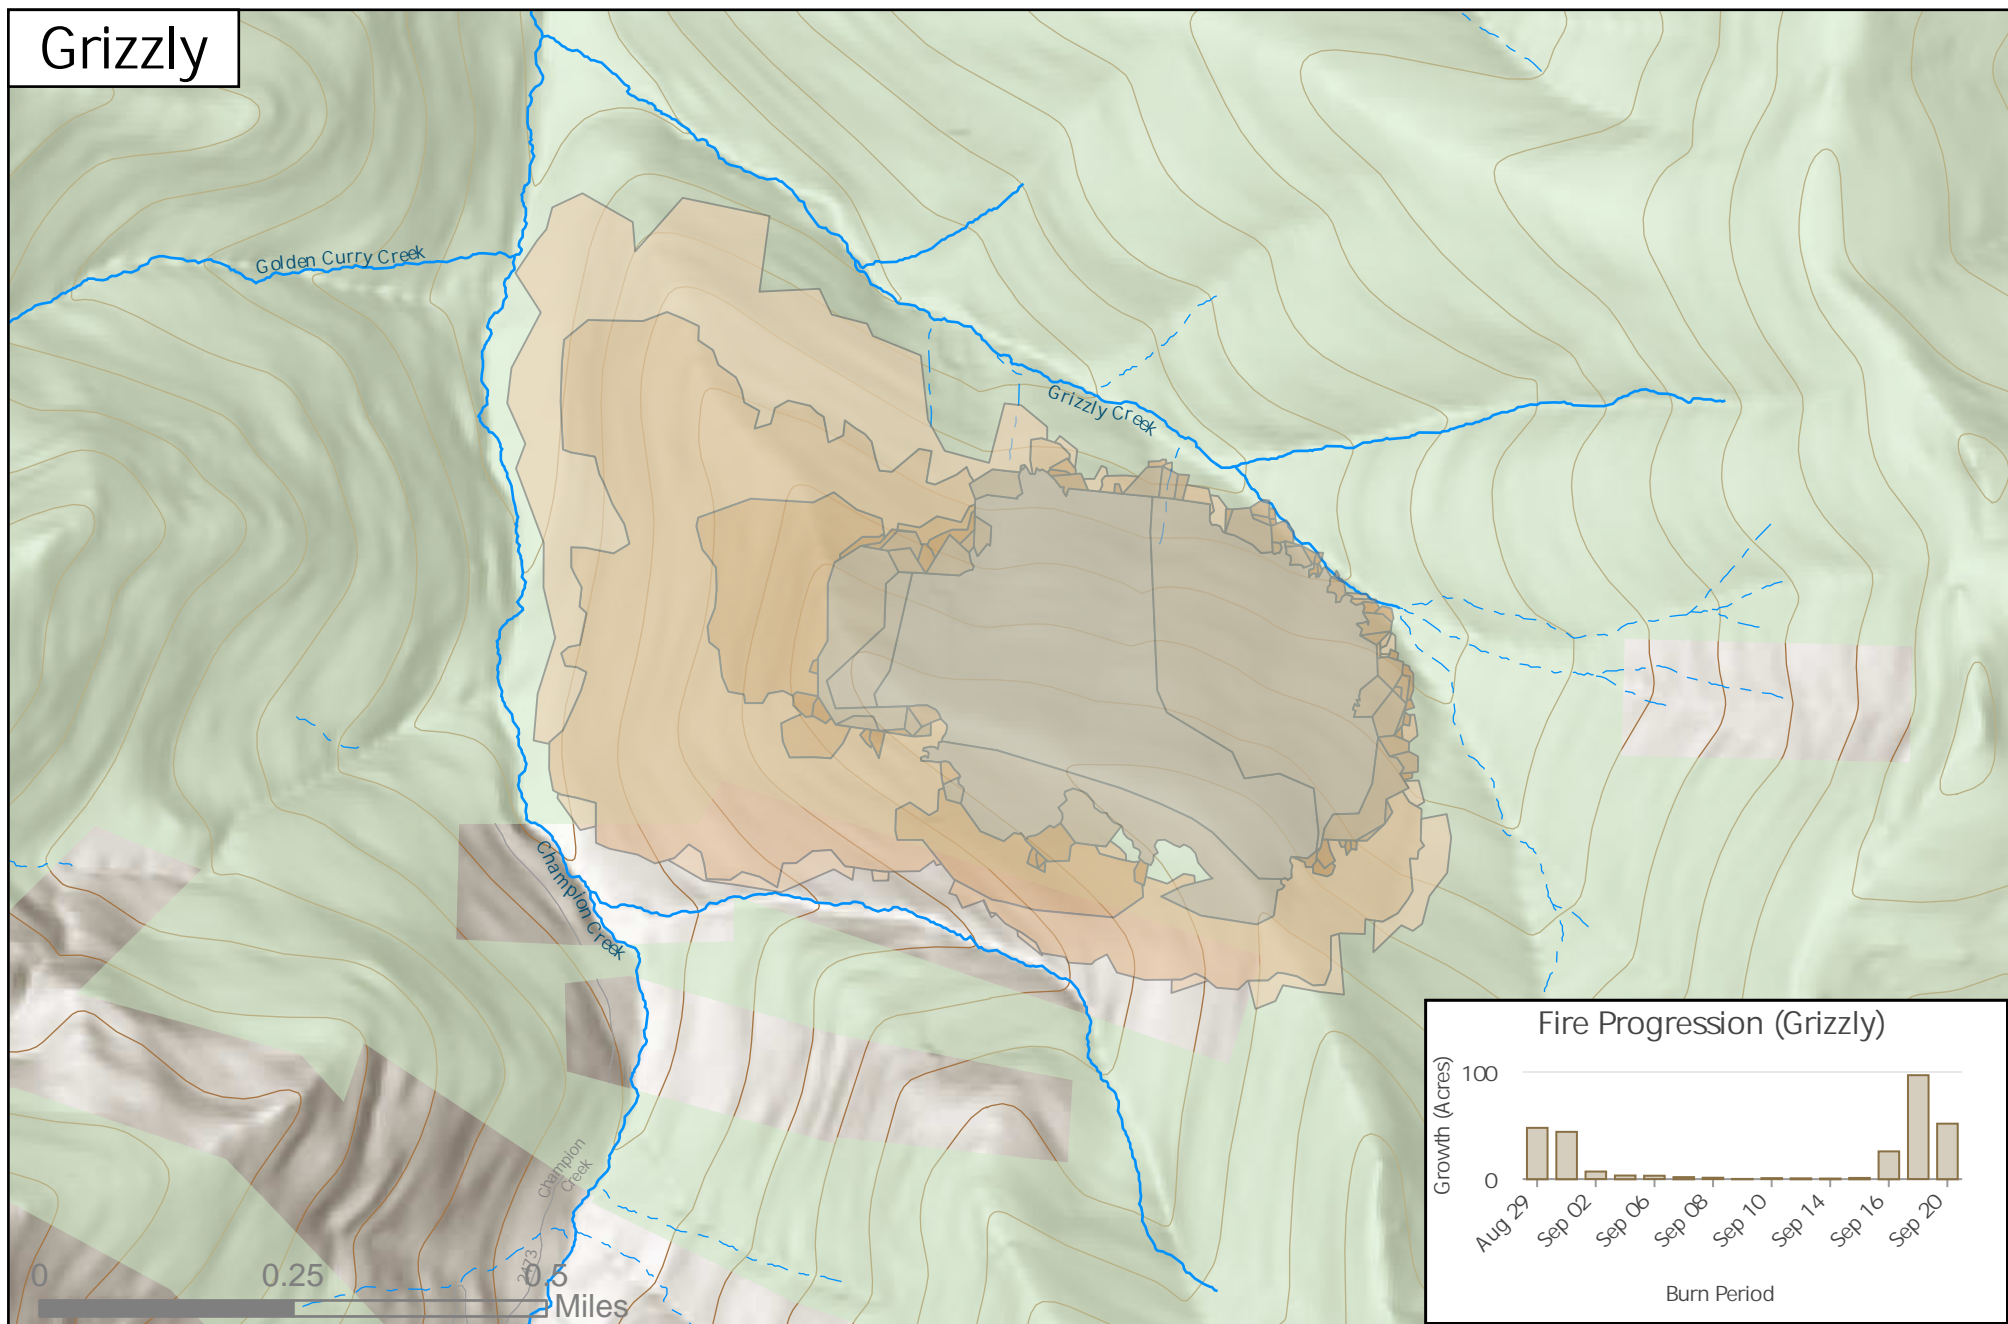 Grizzly
Golden Curry Creek
Grizzly Creek
Champion Creek
Champion
Creek
2473
0 0.25 0.5
Miles
Fire Progression (Grizzly)
Growth (Acres)
100
0
Aug 29 Sep 02 Sep 06 Sep 08 Sep 10 Sep 14 Sep 16 Sep 20
Burn Period